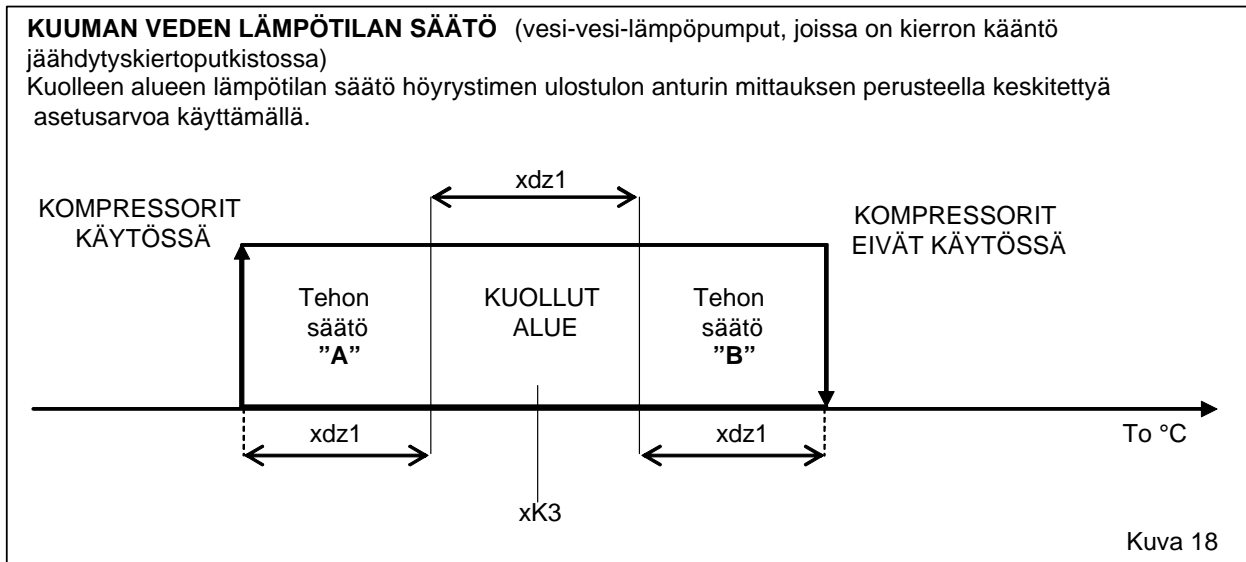 KUUMAN VEDEN LÄMPÖTILAN SÄÄTÖ (vesi-vesi-lämpöpumput, joissa on kierron kääntö
jäähdytyskiertoputkistossa)
Kuolleen alueen lämpötilan säätö höyrystimen ulostulon anturin mittauksen perusteella keskitettyä
asetusarvoa käyttämällä.
xdz1
KOMPRESSORIT
KÄYTÖSSÄ
KOMPRESSORIT
EIVÄT KÄYTÖSSÄ
Tehon
säätö
”A”
KUOLLUT
ALUE
Tehon
säätö
”B”
xdz1
xdz1
To °C
xK3
Kuva 18